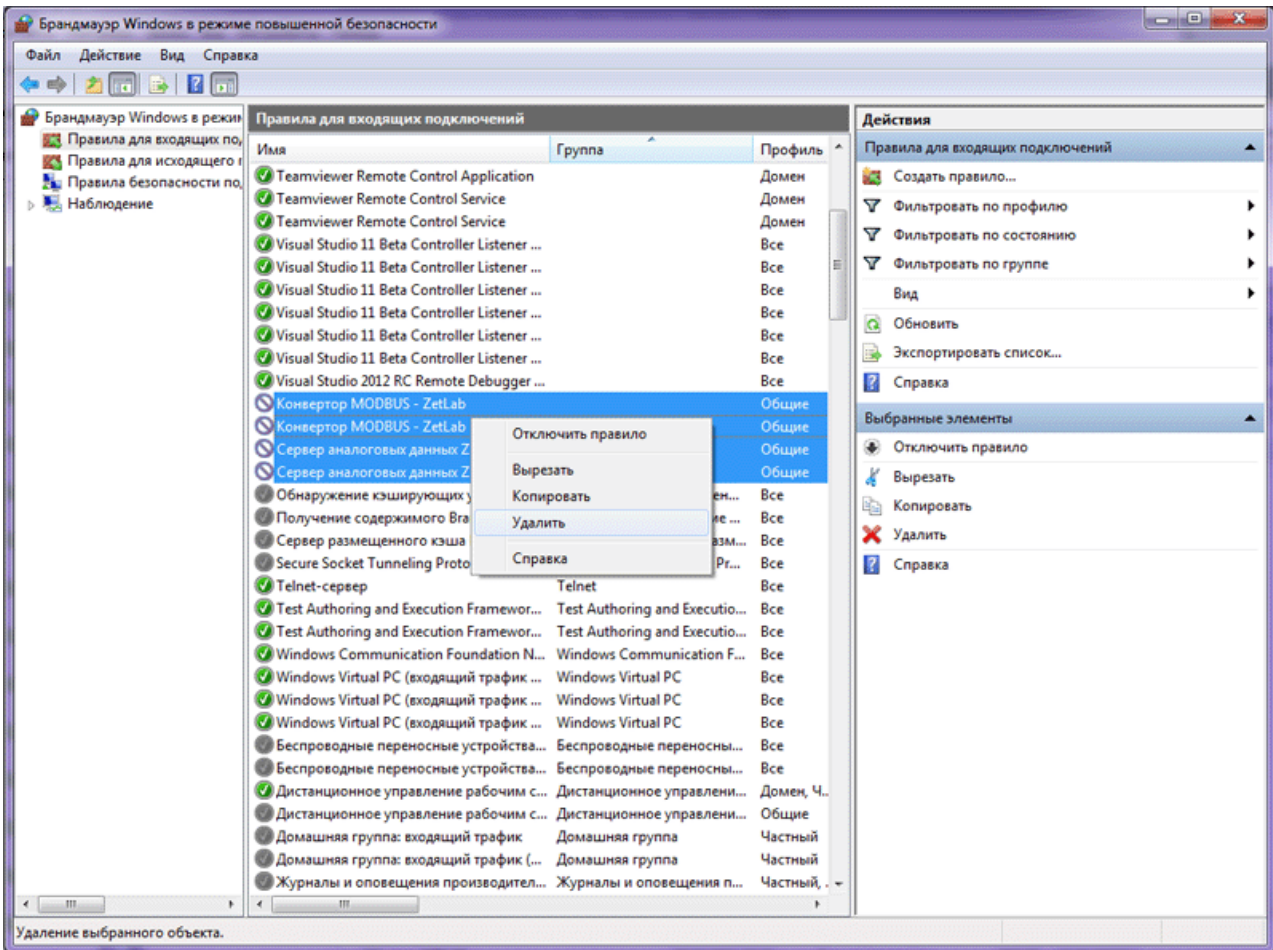 Брандмауэр Windows в режиме повышенной безопасности
Файл Действие Вид Справка
Брандмауэр Windows в режим
Правила для входящих по
Правила для исходящего
Правила безопасности по
Наблюдение
Правила для входящих подключений
Имя Группа Профиль
Teamviewer Remote Control Application Домен
Teamviewer Remote Control Service Домен
Teamviewer Remote Control Service Домен
Visual Studio 11 Beta Controller Listener ... Все
Visual Studio 11 Beta Controller Listener ... Все
Visual Studio 11 Beta Controller Listener ... Все
Visual Studio 11 Beta Controller Listener ... Все
Visual Studio 11 Beta Controller Listener ... Все
Visual Studio 11 Beta Controller Listener ... Все
Visual Studio 2012 RC Remote Debugger ... Все
Конвертор MODBUS - ZetLab Общие
Конвертор MODBUS - ZetLab Общие
Сервер аналоговых данных Z Общие
Сервер аналоговых данных Z Общие
Обнаружение кэширующих ен... Все
Получение содержимого Bra ие ... Все
Сервер размещенного кэша азм... Все
Secure Socket Tunneling Proto Pr... Все
Telnet-сервер Telnet Все
Test Authoring and Execution Framewor... Test Authoring and Executio... Все
Test Authoring and Execution Framewor... Test Authoring and Executio... Все
Windows Communication Foundation N... Windows Communication F... Все
Windows Virtual PC (входящий трафик ... Windows Virtual PC Все
Windows Virtual PC (входящий трафик ... Windows Virtual PC Все
Windows Virtual PC (входящий трафик ... Windows Virtual PC Все
Беспроводные переносные устройства... Беспроводные переносны... Все
Беспроводные переносные устройства... Беспроводные переносны... Все
Дистанционное управление рабочим с... Дистанционное управлени... Домен, Ч..
Дистанционное управление рабочим с... Дистанционное управлени... Общие
Домашняя группа: входящий трафик Домашняя группа Частный
Домашняя группа: входящий трафик (... Домашняя группа Частный
Журналы и оповещения производител... Журналы и оповещения п... Частный, .
Отключить правило
Вырезать
Копировать
Удалить
Справка
Действия
Правила для входящих подключений
Создать правило...
Фильтровать по профилю
Фильтровать по состоянию
Фильтровать по группе
Вид
Обновить
Экспортировать список...
Справка
Выбранные элементы
Отключить правило
Вырезать
Копировать
Удалить
Справка
Удаление выбранного объекта.